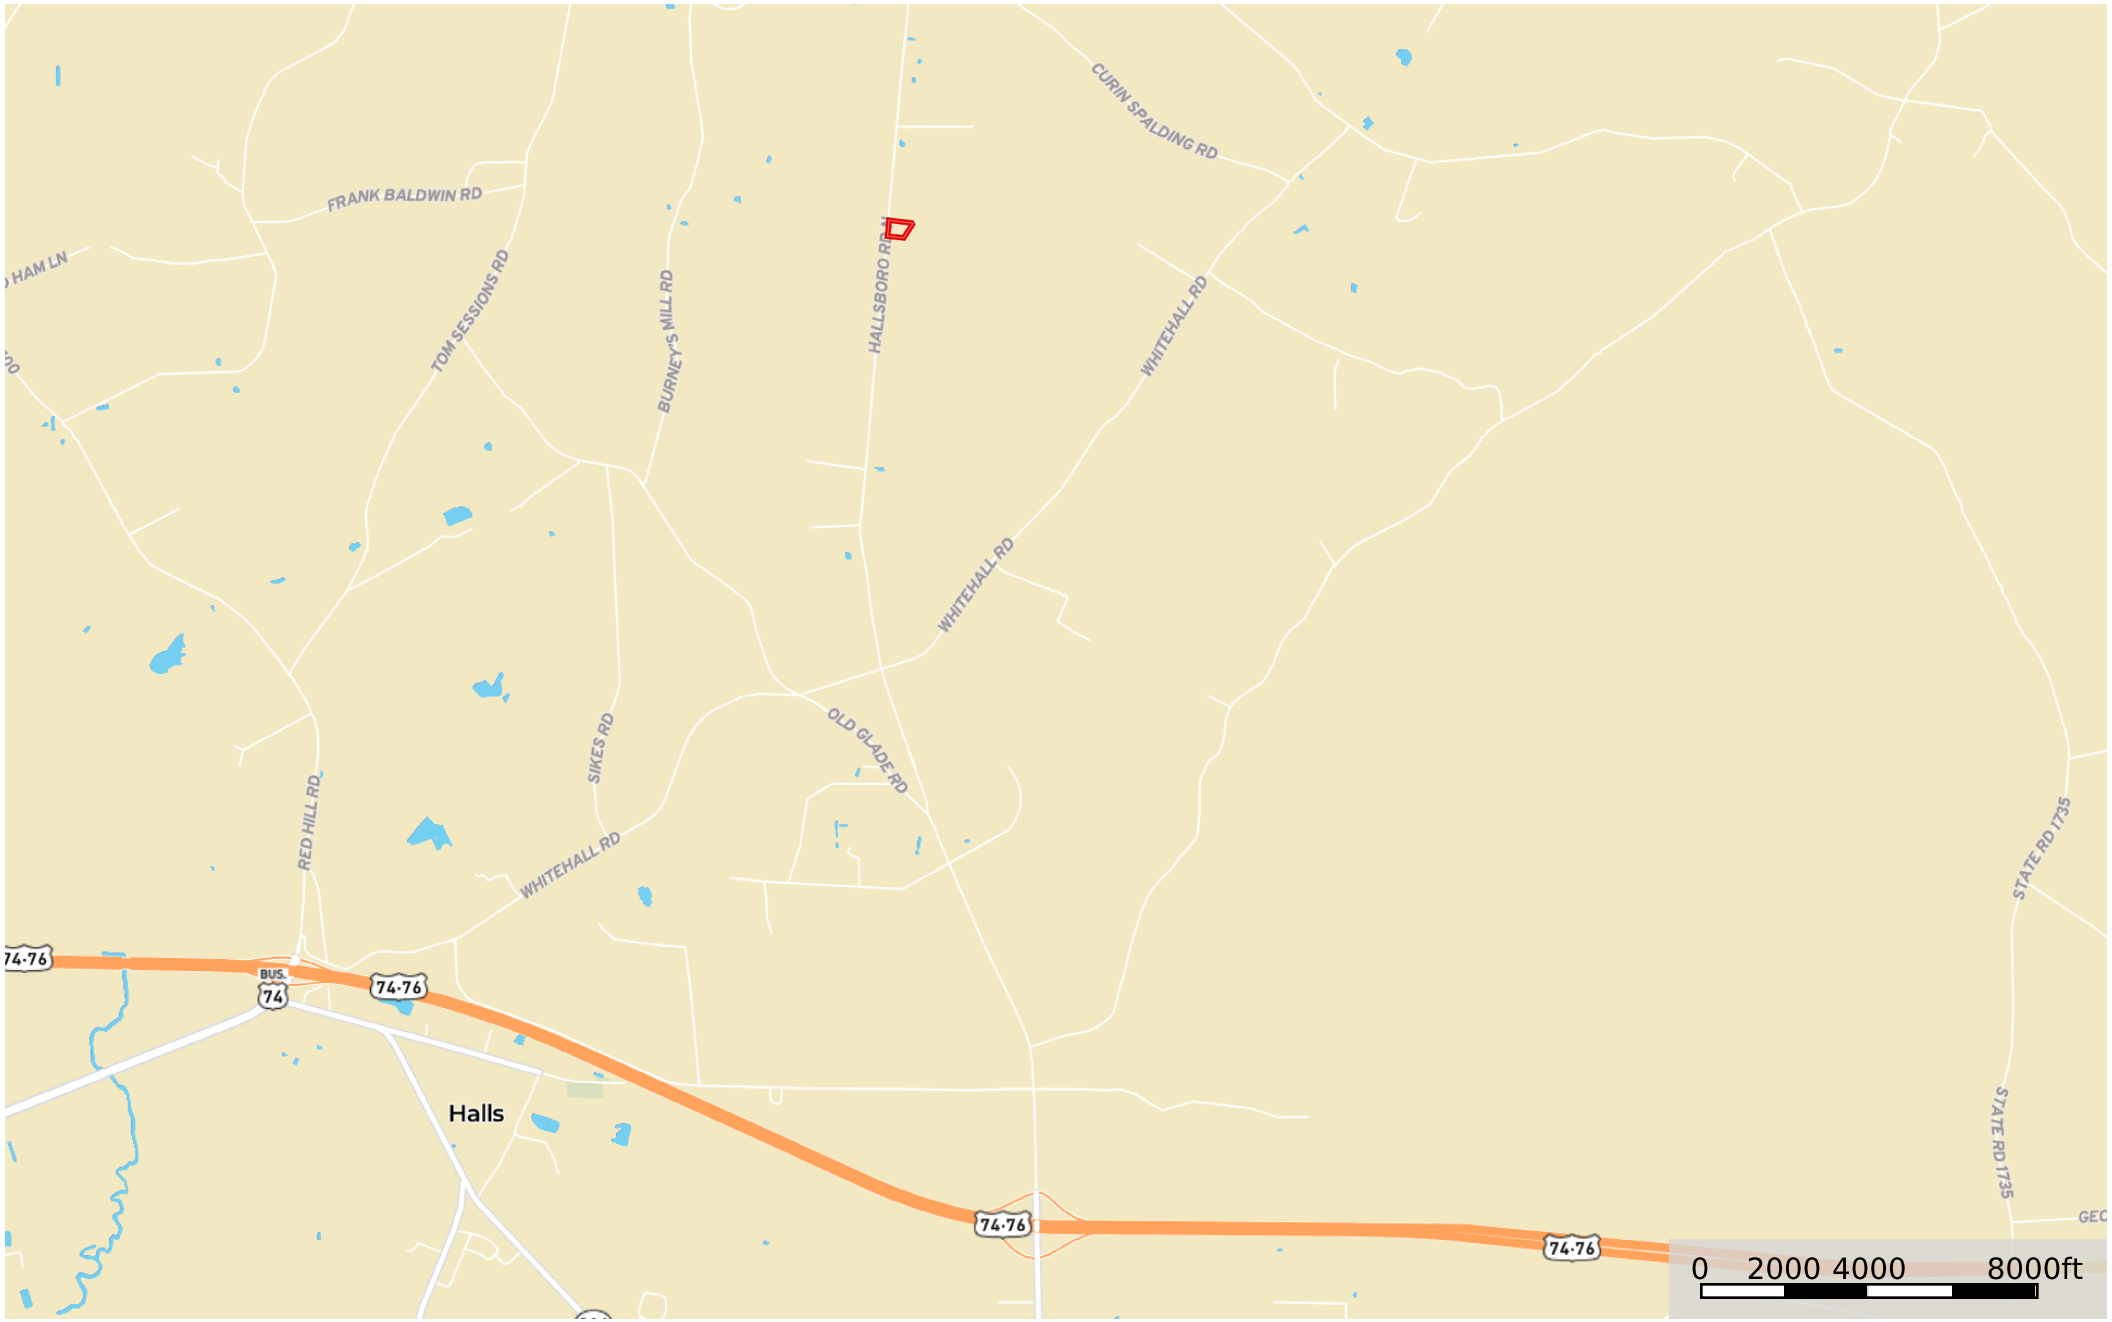 CURIN SPALDING RD
FRANK BALDWIN RD
HALLSBORO RD N
HAM LN
TOM SESSIONS RD
BURNEY'S MILL RD
WHITEHALL RD
WHITEHALL RD
OLD GLADE RD
SIKES RD
RED HILL RD
STATE RD 1735
WHITEHALL RD
74-76
BUS.
74
74-76
Halls
STATE RD 1735
74-76
GEO
74-76
0 2000 4000 8000ft